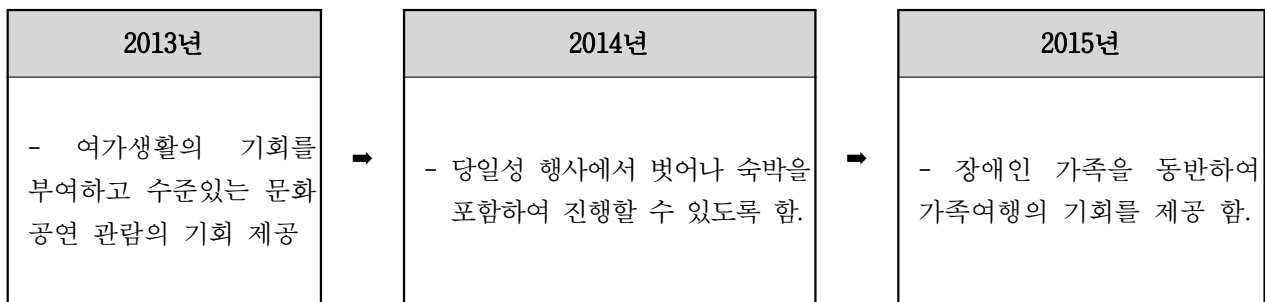 2013년
- 여가생활의 기회를
부여하고 수준있는 문화
공연 관람의 기회 제공
➡
2014년
- 당일성 행사에서 벗어나 숙박을
포함하여 진행할 수 있도록 함.
➡
2015년
- 장애인 가족을 동반하여
가족여행의 기회를 제공 함.